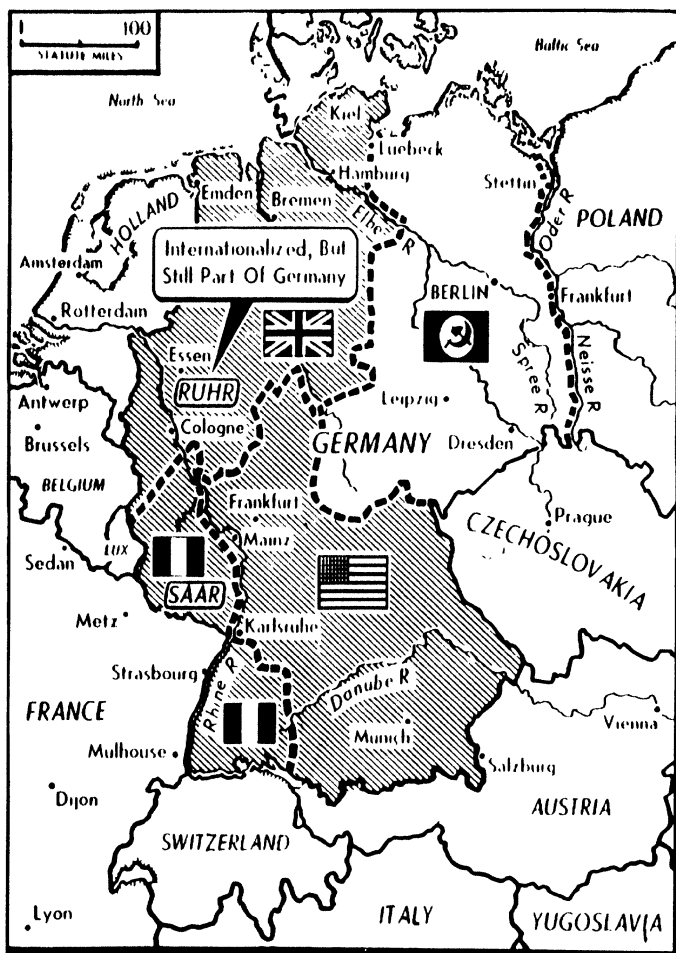 100
STATUTE MILES
Baltic Sea
North Sea
Kiel
Luebeck
Hamburg
Stettin
Emden
Bremen
Elbe R
Oder R
POLAND
HOLLAND
Internationalized, But
Still Part Of Germany
Amsterdam
BERLIN
Frankfurt
Rotterdam
Essen
Spree R
Neisse R
RUHR
Antwerp
Leipzig
Cologne
GERMANY
Brussels
Dresden
BELGIUM
Frankfurt
Prague
CZECHOSLOVAKIA
Mainz
LUX
Sedan
SAAR
Metz
Karlsruhe
Strasbourg
Rhine R
Danube R
FRANCE
Munich
Vienna
Mulhouse
Salzburg
Dijon
AUSTRIA
SWITZERLAND
Lyon
ITALY
YUGOSLAVIA